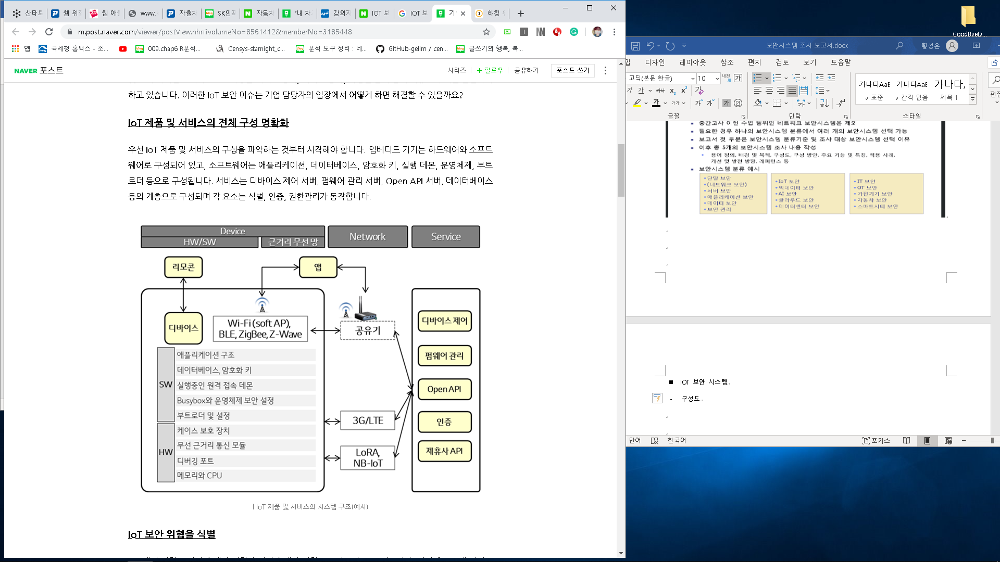 산타토
웹 위협
웹 애플
www.k
자율차
SK인포
자동차
'내 차
강의자
IOT 보
IOT 보
기
해킹
m.post.naver.com/viewer/postView.nhn?volumeNo=8561412&memberNo=3185448
앱
국세청 홈택스 - 조...
009.chap6 R분석...
Censys-starnight_c...
분석 도구 정리 : 네...
GitHub-gelim / cen...
글쓰기의 행복, 복...
NAVER 포스트
시리즈
+ 팔로우
공유하기
포스트 쓰기
하고 있습니다. 이러한 IoT 보안 이슈는 기업 담당자의 입장에서 어떻게 하면 해결할 수 있을까요?
IoT 제품 및 서비스의 전체 구성 명확화
우선 IoT 제품 및 서비스의 구성을 파악하는 것부터 시작해야 합니다. 임베디드 기기는 하드웨어와 소프트
웨어로 구성되어 있고, 소프트웨어는 애플리케이션, 데이터베이스, 암호화 키, 실행 데몬, 운영체제, 부트
로더 등으로 구성됩니다. 서비스는 디바이스 제어 서버, 펌웨어 관리 서버, Open API 서버, 데이터베이스
등의 계층으로 구성되며 각 요소는 식별, 인증, 권한관리가 동작합니다.
Device
HW/SW
근거리 무선 망
Network
Service
리모콘
앱
디바이스
Wi-Fi (soft AP),
BLE, ZigBee, Z-Wave
공유기
디바이스 제어
SW
애플리케이션 구조
데이터베이스, 암호화 키
실행중인 원격 접속 데몬
Busybox와 운영체제 보안 설정
부트로더 및 설정
HW
케이스 보호 장치
무선 근거리 통신 모듈
디버깅 포트
메모리와 CPU
3G/LTE
LoRA,
NB-IoT
펌웨어 관리
Open API
인증
제휴사 API
| IoT 제품 및 서비스의 시스템 구조(예시)
IoT 보안 위협을 식별
GoodByeD...
보안시스템 조사 보고서.docx
황성은
입
디자인
레이아웃
참조
편지
검토
보기
도움말
고딕(본문 한글)
10
가나다AaB
가나다AaB
가나다,
표준
간격 없음
제목 1
편집
글꼴
단락
스타일
중간고사 이전 수업 범위인 네트워크 보안시스템은 제외
필요한 경우 하나의 보안시스템 분류에서 여러 개의 보안시스템 선택 가능
보고서 첫 부분은 보안시스템 분류기준 및 조사 대상 보안시스템 선택 이유
이후 총 5개의 보안시스템 조사 내용 작성
용어 정의, 배경 및 목적, 구성도, 구성 방안, 주요 기능 및 특징, 적용 사례,
개선 및 발전 방향, 레퍼런스 등
보안시스템 분류 예시
단말 보안
(네트워크 보안)
서버 보안
애플리케이션 보안
데이터 보안
보안 관리
IoT 보안
빅데이터 보안
AI 보안
클라우드 보안
데이터센터 보안
IT 보안
OT 보안
가전기기 보안
자동차 보안
스마트시티 보안
■ IOT 보안 시스템
- 구성도
단어
한국어
포커스